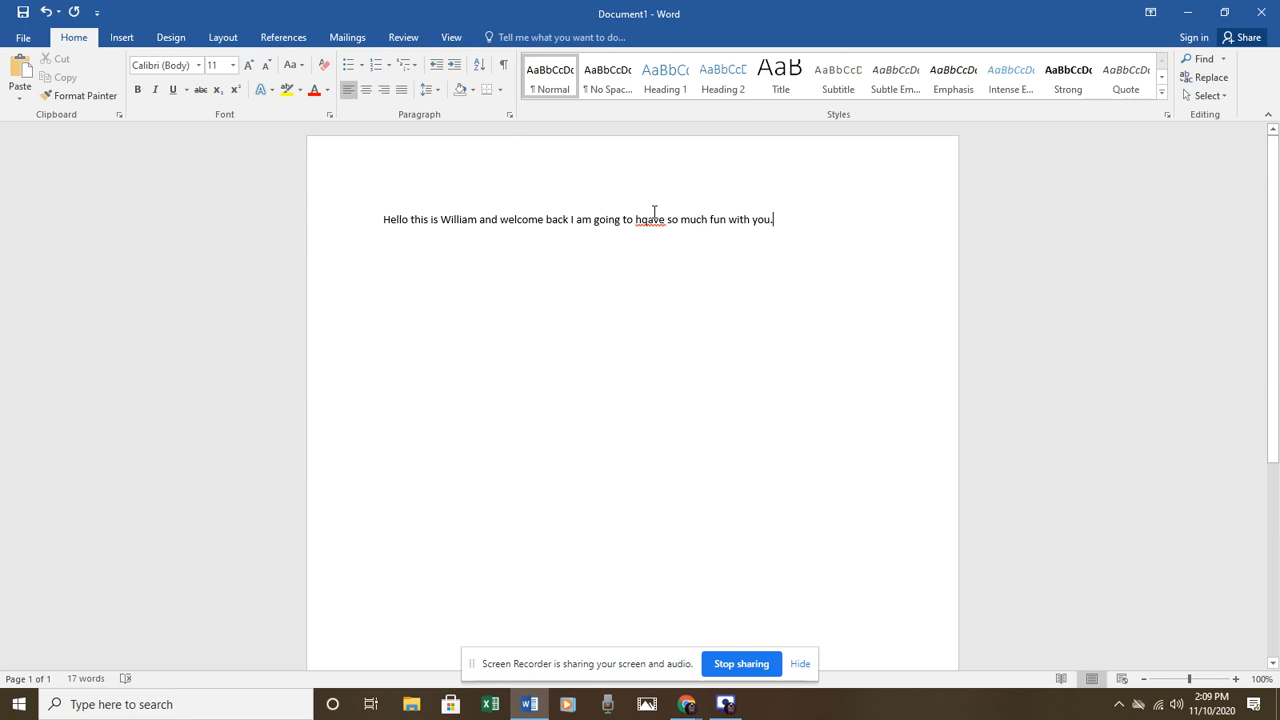 Document1 - Word
File Home Insert Design Layout References Mailings Review View Tell me what you want to do... Sign in Share
Paste Cut
Copy
Format Painter
Clipboard
Calibri (Body) 11 Aa
B I U abc x₂ x² A ab A
Font
Paragraph
AaBbCcDc AaBbCcDc AaBbCc AaBbCcE AaB AaBbCcD AaBbCcDc AaBbCcDc AaBbCcDc AaBbCcDc AaBbCcDc
¶ Normal ¶ No Spac... Heading 1 Heading 2 Title Subtitle Subtle Em... Emphasis Intense E... Strong Quote
Styles
Find
Replace
Select
Editing
Hello this is William and welcome back I am going to hqave so much fun with you.
Screen Recorder is sharing your screen and audio. Stop sharing Hide
Page 1 of 1 17 words 100%
Type here to search
2:09 PM
11/10/2020